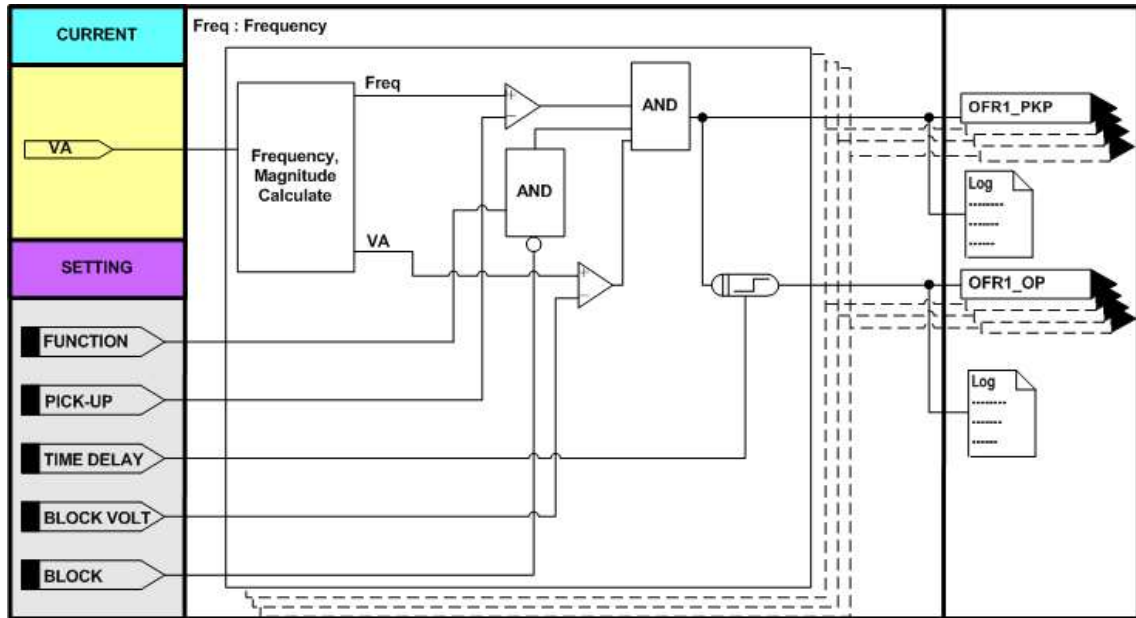 CURRENT
Freq : Frequency
VA
Frequency,
Magnitude
Calculate
Freq
VA
AND
AND
OFR1_PKP
Log
OFR1_OP
Log
SETTING
FUNCTION
PICK-UP
TIME DELAY
BLOCK VOLT
BLOCK